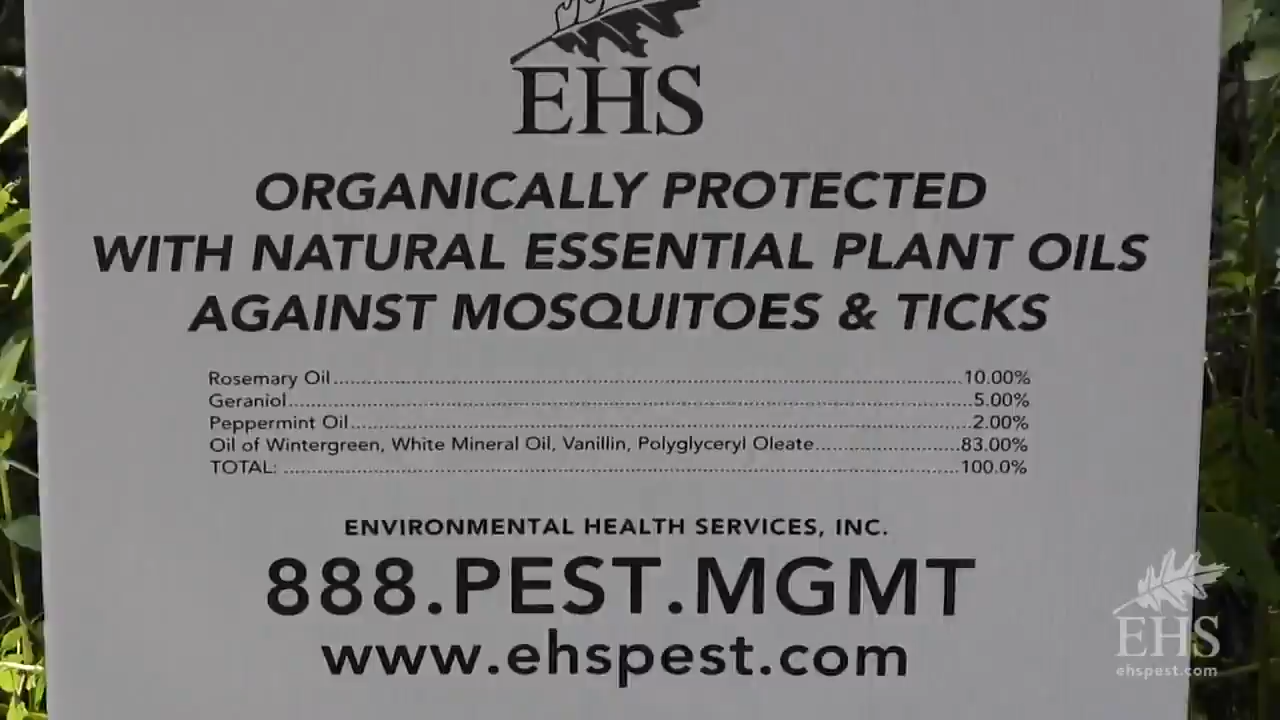 EHS
ORGANICALLY PROTECTED
WITH NATURAL ESSENTIAL PLANT OILS
AGAINST MOSQUITOES & TICKS
Rosemary Oil..........10.00%
Geraniol..........5.00%
Peppermint Oil..........2.00%
Oil of Wintergreen, White Mineral Oil, Vanillin, Polyglyceryl Oleate..........83.00%
TOTAL: ..........100.0%
ENVIRONMENTAL HEALTH SERVICES, INC.
888.PEST.MGMT
www.ehspest.com
EHS
ehspest.com